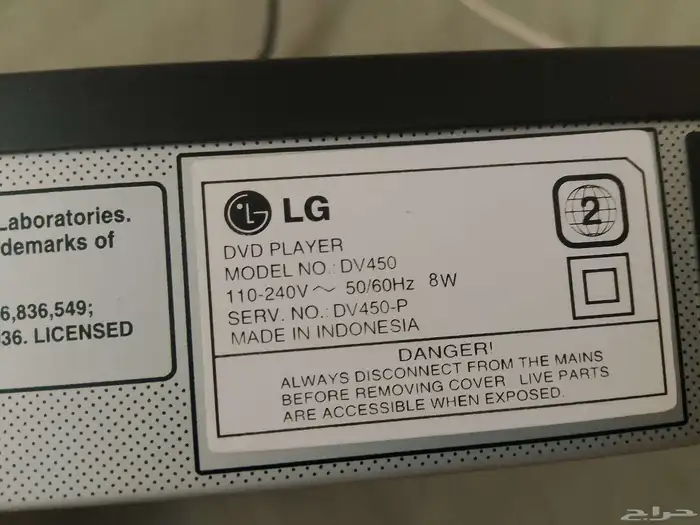 Laboratories.
demarks of
6,836,549;
36. LICENSED
LG
2
DVD PLAYER
MODEL NO.: DV450
110-240V ~ 50/60Hz 8W
SERV. NO.: DV450-P
MADE IN INDONESIA
DANGER!
ALWAYS DISCONNECT FROM THE MAINS
BEFORE REMOVING COVER LIVE PARTS
ARE ACCESSIBLE WHEN EXPOSED.
حراج